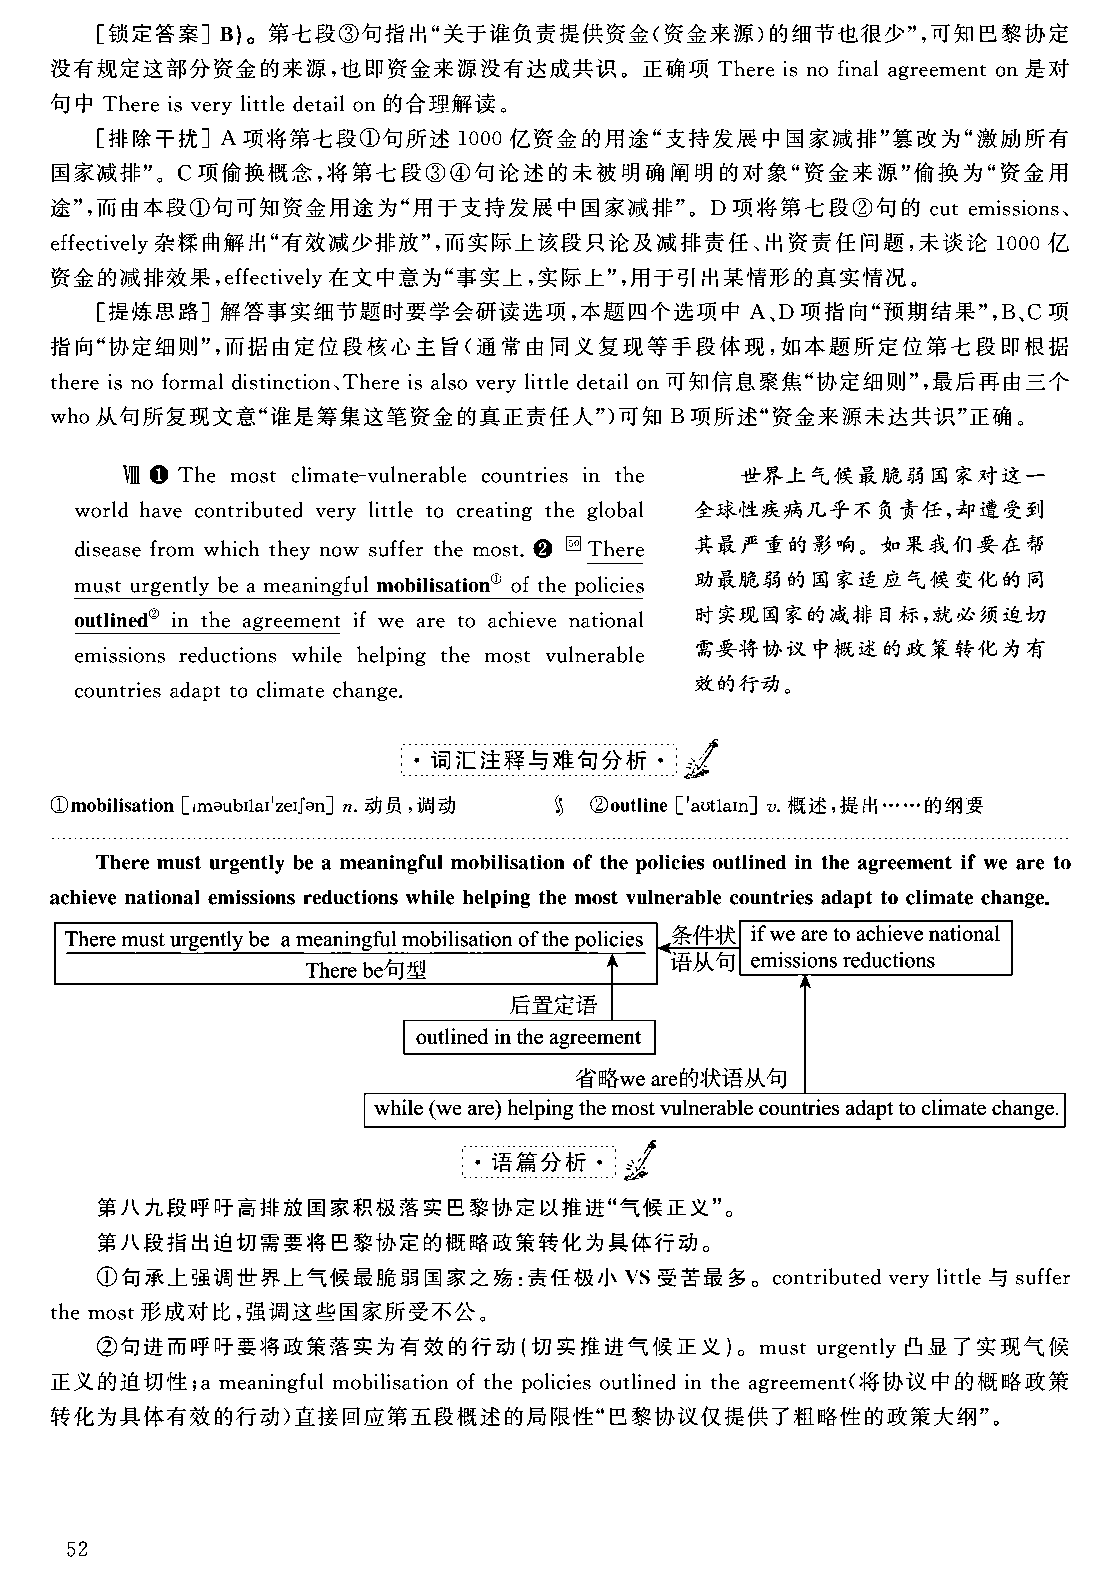 [锁定答案] B)。第七段③句指出“关于谁负责提供资金(资金来源)的细节也很少”,可知巴黎协定
没有规定这部分资金的来源,也即资金来源没有达成共识。正确项 There is no final agreement on 是对
句中 There is very little detail on 的合理解读。
[排除干扰] A 项将第七段①句所述 1000 亿资金的用途“支持发展中国家减排”篡改为“激励所有
国家减排”。C 项偷换概念,将第七段③④句论述的未被明确阐明的对象“资金来源”偷换为“资金用
途”,而由本段①句可知资金用途为“用于支持发展中国家减排”。D 项将第七段②句的 cut emissions、
effectively 杂糅曲解出“有效减少排放”,而实际上该段只论及减排责任、出资责任问题,未谈论 1000 亿
资金的减排效果,effectively 在文中意为“事实上,实际上”,用于引出某情形的真实情况。
[提炼思路] 解答事实细节题时要学会研读选项,本题四个选项中 A、D 项指向“预期结果”,B、C 项
指向“协定细则”,而据由定位段核心主旨(通常由同义复现等手段体现,如本题所定位第七段即根据
there is no formal distinction、There is also very little detail on 可知信息聚焦“协定细则”,最后再由三个
who 从句所复现文意“谁是筹集这笔资金的真正责任人”)可知 B 项所述“资金来源未达共识”正确。
Ⅷ ❶ The most climate-vulnerable countries in the
world have contributed very little to creating the global
disease from which they now suffer the most. ❷ 50 There
must urgently be a meaningful mobilisation① of the policies
outlined② in the agreement if we are to achieve national
emissions reductions while helping the most vulnerable
countries adapt to climate change.
世界上气候最脆弱国家对这一
全球性疾病几乎不负责任,却遭受到
其最严重的影响。如果我们要在帮
助最脆弱的国家适应气候变化的同
时实现国家的减排目标,就必须迫切
需要将协议中概述的政策转化为有
效的行动。
·词汇注释与难句分析·
①mobilisation [ˌməubɪlaɪˈzeɪʃən] n. 动员,调动
②outline [ˈaʊtlaɪn] v. 概述,提出……的纲要
There must urgently be a meaningful mobilisation of the policies outlined in the agreement if we are to
achieve national emissions reductions while helping the most vulnerable countries adapt to climate change.
There must urgently be a meaningful mobilisation of the policies
There be句型
条件状
语从句
if we are to achieve national
emissions reductions
后置定语
outlined in the agreement
省略we are的状语从句
while (we are) helping the most vulnerable countries adapt to climate change.
·语篇分析·
第八九段呼吁高排放国家积极落实巴黎协定以推进“气候正义”。
第八段指出迫切需要将巴黎协定的概略政策转化为具体行动。
①句承上强调世界上气候最脆弱国家之殇:责任极小 VS 受苦最多。contributed very little 与 suffer
the most 形成对比,强调这些国家所受不公。
②句进而呼吁要将政策落实为有效的行动(切实推进气候正义)。must urgently 凸显了实现气候
正义的迫切性;a meaningful mobilisation of the policies outlined in the agreement(将协议中的概略政策
转化为具体有效的行动)直接回应第五段概述的局限性“巴黎协议仅提供了粗略性的政策大纲”。
52